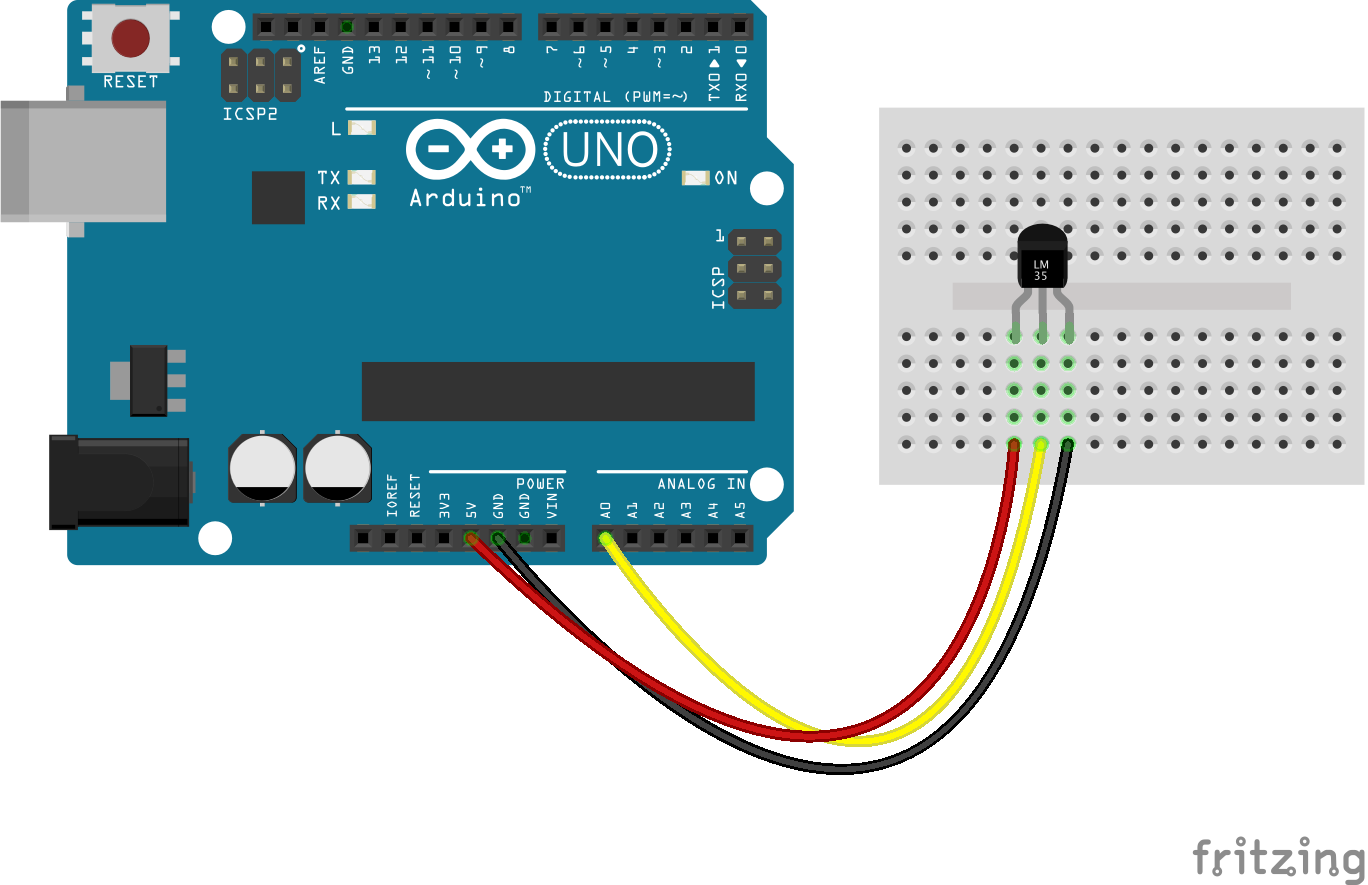 RESET
ICSP2
AREF
GND
13
12
~11
~10
~9
8
7
~6
~5
4
~3
2
TX0▶1
RX0◀0
DIGITAL (PWM=~)
L
TX
RX
UNO
Arduino™
ON
1
ICSP
LM
35
POWER
ANALOG IN
IOREF
RESET
3V3
5V
GND
GND
VIN
A0
A1
A2
A3
A4
A5
fritzing